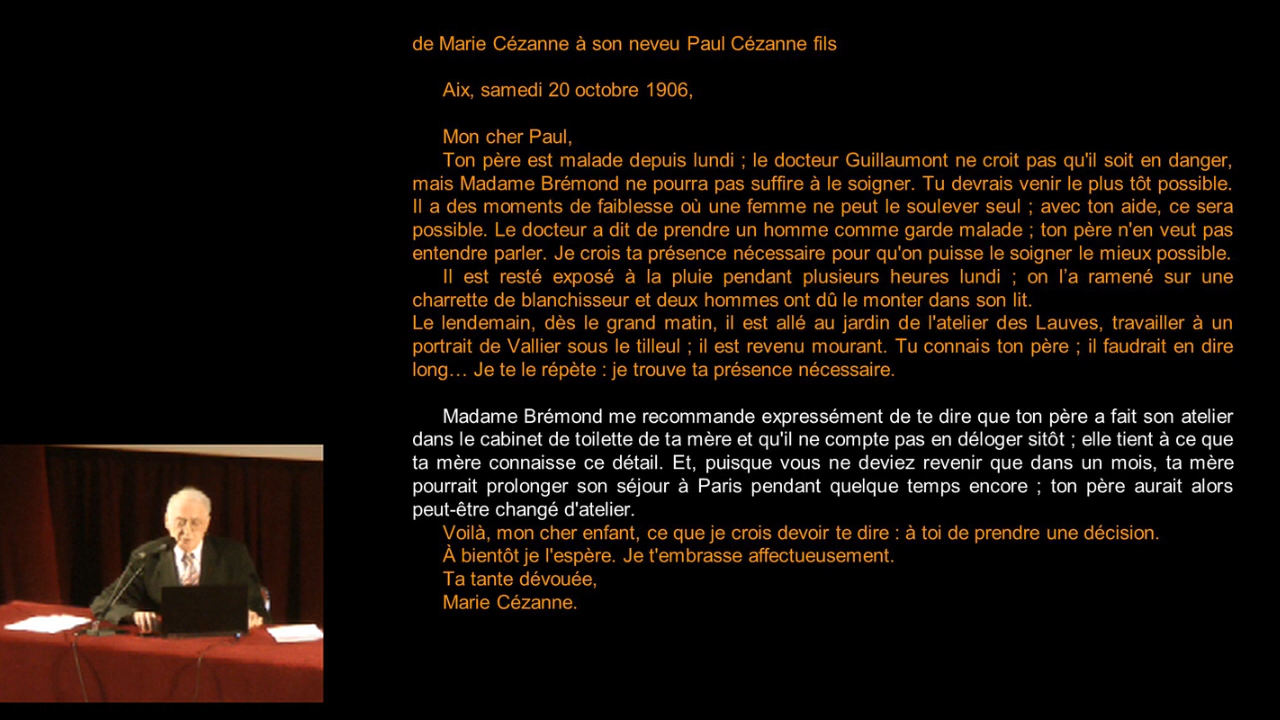 de Marie Cézanne à son neveu Paul Cézanne fils
Aix, samedi 20 octobre 1906,
Mon cher Paul,
Ton père est malade depuis lundi ; le docteur Guillaumont ne croit pas qu'il soit en danger,
mais Madame Brémond ne pourra pas suffire à le soigner. Tu devrais venir le plus tôt possible.
Il a des moments de faiblesse où une femme ne peut le soulever seul ; avec ton aide, ce sera
possible. Le docteur a dit de prendre un homme comme garde malade ; ton père n'en veut pas
entendre parler. Je crois ta présence nécessaire pour qu'on puisse le soigner le mieux possible.
Il est resté exposé à la pluie pendant plusieurs heures lundi ; on l’a ramené sur une
charrette de blanchisseur et deux hommes ont dû le monter dans son lit.
Le lendemain, dès le grand matin, il est allé au jardin de l'atelier des Lauves, travailler à un
portrait de Vallier sous le tilleul ; il est revenu mourant. Tu connais ton père ; il faudrait en dire
long… Je te le répète : je trouve ta présence nécessaire.
Madame Brémond me recommande expressément de te dire que ton père a fait son atelier
dans le cabinet de toilette de ta mère et qu'il ne compte pas en déloger sitôt ; elle tient à ce que
ta mère connaisse ce détail. Et, puisque vous ne deviez revenir que dans un mois, ta mère
pourrait prolonger son séjour à Paris pendant quelque temps encore ; ton père aurait alors
peut-être changé d'atelier.
Voilà, mon cher enfant, ce que je crois devoir te dire : à toi de prendre une décision.
À bientôt je l'espère. Je t'embrasse affectueusement.
Ta tante dévouée,
Marie Cézanne.